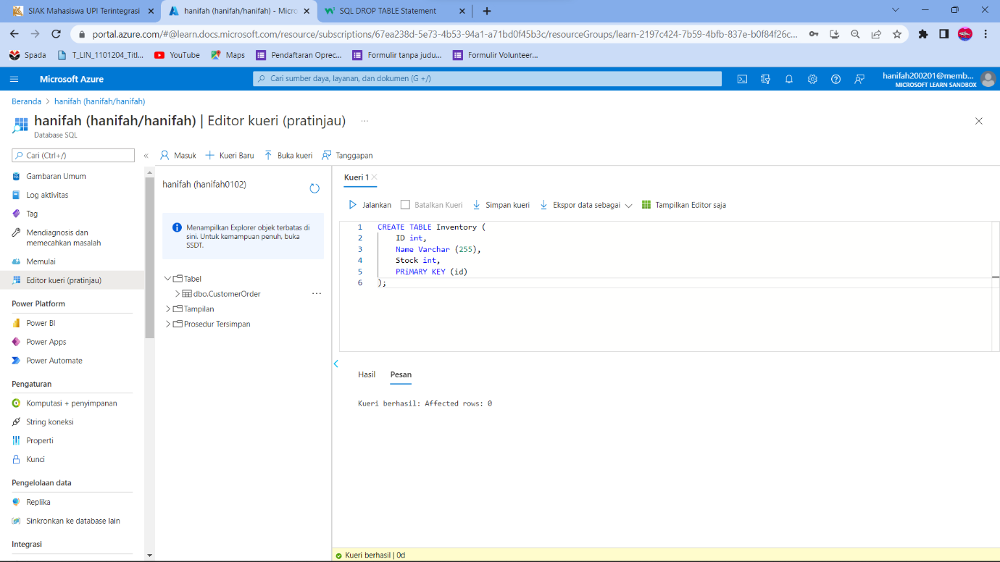 SIAK Mahasiswa UPI Terintegrasi
hanifah (hanifah/hanifah) - Micro
SQL DROP TABLE Statement
portal.azure.com/#@learn.docs.microsoft.com/resource/subscriptions/67ea238d-5e73-4b53-94a1-a71bd0f45b3c/resourceGroups/learn-2197c424-7b59-4bfb-837e-b0f84f26c...
Spada
T_LIN_1101204_Titl...
YouTube
Maps
Pendaftaran Oprec...
Formulir tanpa judu...
Formulir Volunteer...
Microsoft Azure
Cari sumber daya, layanan, dan dokumen (G +/)
hanifah200201@memb...
MICROSOFT LEARN SANDBOX
Beranda > hanifah (hanifah/hanifah)
hanifah (hanifah/hanifah) | Editor kueri (pratinjau) ...
Database SQL
Cari (Ctrl+/)
«
Masuk
Kueri Baru
Buka kueri
Tanggapan
Gambaran Umum
Log aktivitas
Tag
Mendiagnosis dan
memecahkan masalah
Memulai
Editor kueri (pratinjau)
Power Platform
Power BI
Power Apps
Power Automate
Pengaturan
Komputasi + penyimpanan
String koneksi
Properti
Kunci
Pengelolaan data
Replika
Sinkronkan ke database lain
Integrasi
hanifah (hanifah0102)
Menampilkan Explorer objek terbatas di
sini. Untuk kemampuan penuh, buka
SSDT.
Tabel
dbo.CustomerOrder ...
Tampilan
Prosedur Tersimpan
Kueri 1
Jalankan
Batalkan Kueri
Simpan kueri
Ekspor data sebagai
Tampilkan Editor saja
1 CREATE TABLE Inventory (
2 ID int,
3 Name Varchar (255),
4 Stock int,
5 PRiMARY KEY (id)
6 );
Hasil
Pesan
Kueri berhasil: Affected rows: 0
Kueri berhasil | 0d